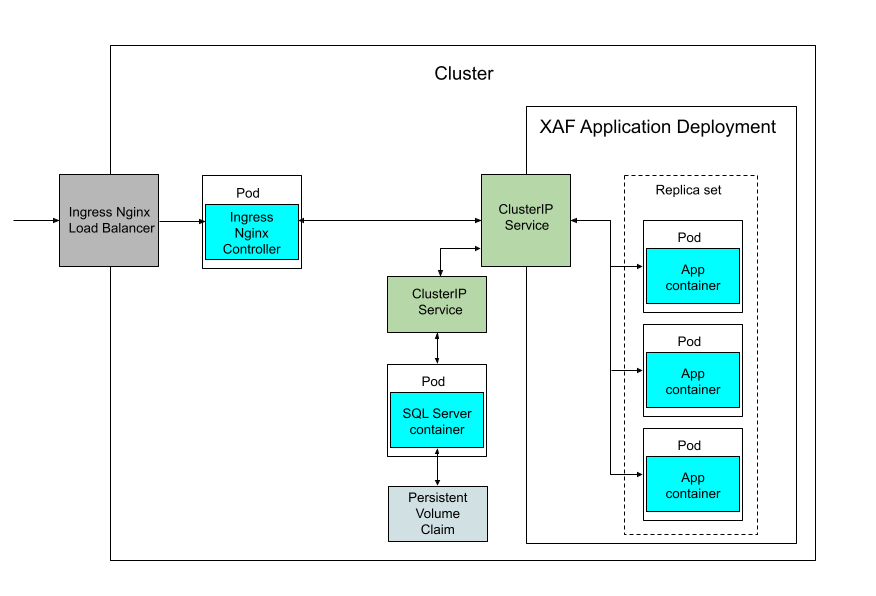 Cluster
XAF Application Deployment
Ingress Nginx
Load Balancer
Pod
Ingress
Nginx
Controller
ClusterIP
Service
Replica set
Pod
App
container
Pod
App
container
Pod
App
container
ClusterIP
Service
Pod
SQL Server
container
Persistent
Volume
Claim